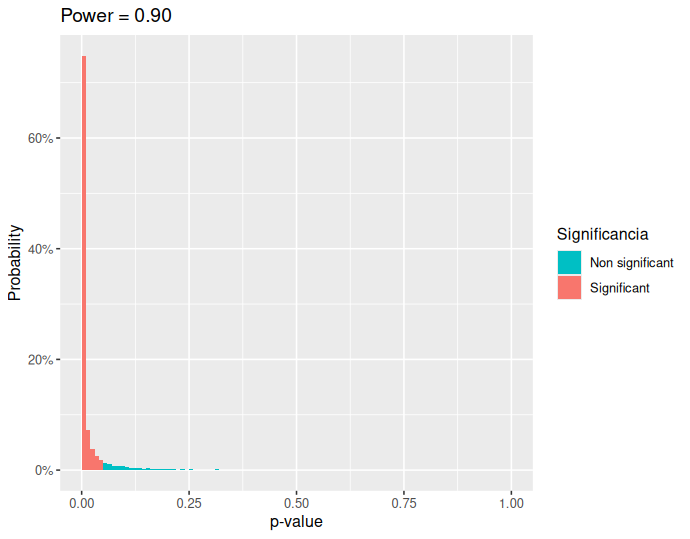 Power = 0.90
Probability
60%
40%
20%
0%
0.00 0.25 0.50 0.75 1.00
p-value
Significancia
Non significant
Significant